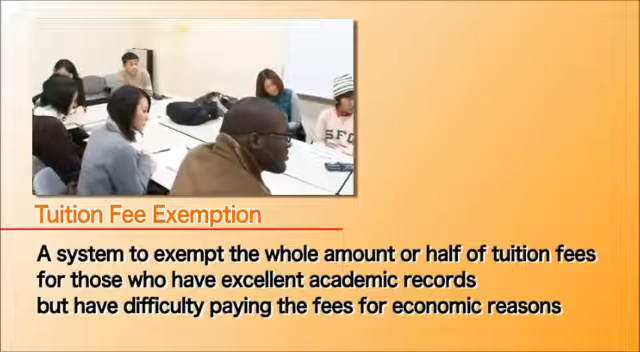 SFC
Tuition Fee Exemption
A system to exempt the whole amount or half of tuition fees
for those who have excellent academic records
but have difficulty paying the fees for economic reasons